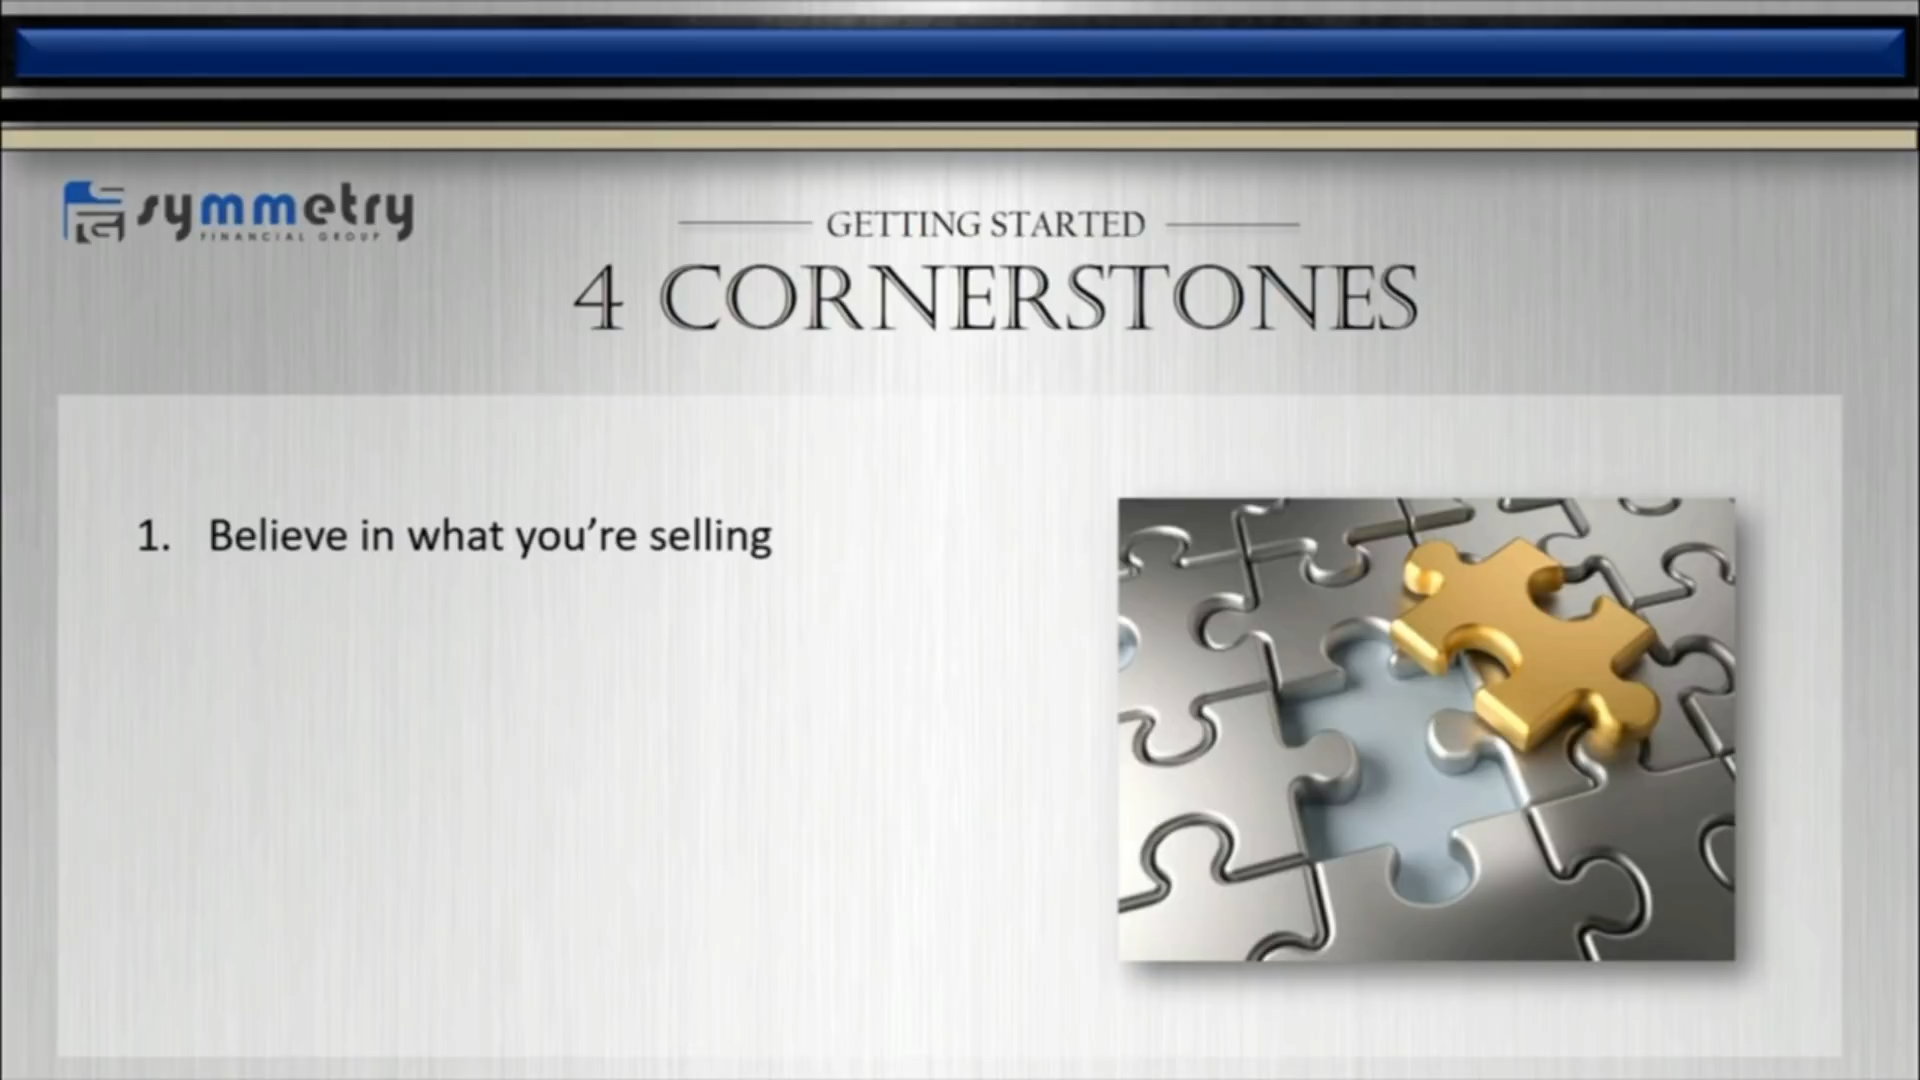 symmetry
FINANCIAL GROUP
GETTING STARTED
4 CORNERSTONES
1. Believe in what you’re selling